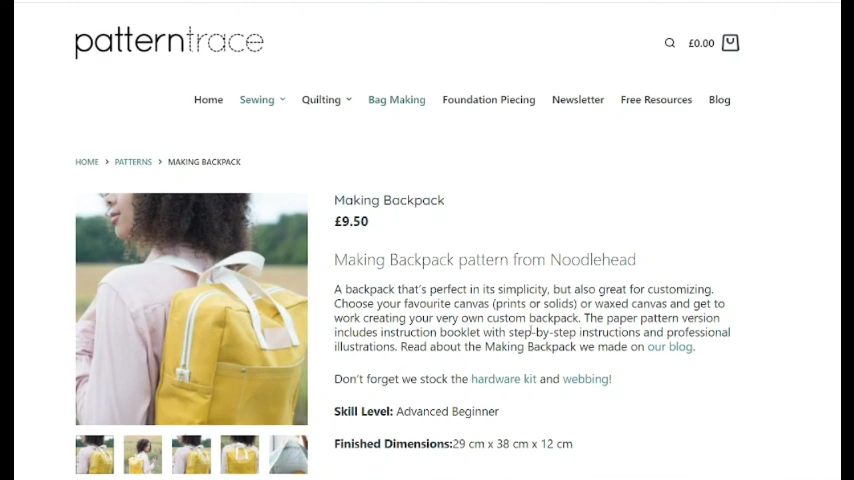 patterntrace
£0.00
Home Sewing Quilting Bag Making Foundation Piecing Newsletter Free Resources Blog
HOME > PATTERNS > MAKING BACKPACK
Making Backpack
£9.50
Making Backpack pattern from Noodlehead
A backpack that's perfect in its simplicity, but also great for customizing.
Choose your favourite canvas (prints or solids) or waxed canvas and get to
work creating your very own custom backpack. The paper pattern version
includes instruction booklet with step-by-step instructions and professional
illustrations. Read about the Making Backpack we made on our blog.
Don't forget we stock the hardware kit and webbing!
Skill Level: Advanced Beginner
Finished Dimensions:29 cm x 38 cm x 12 cm